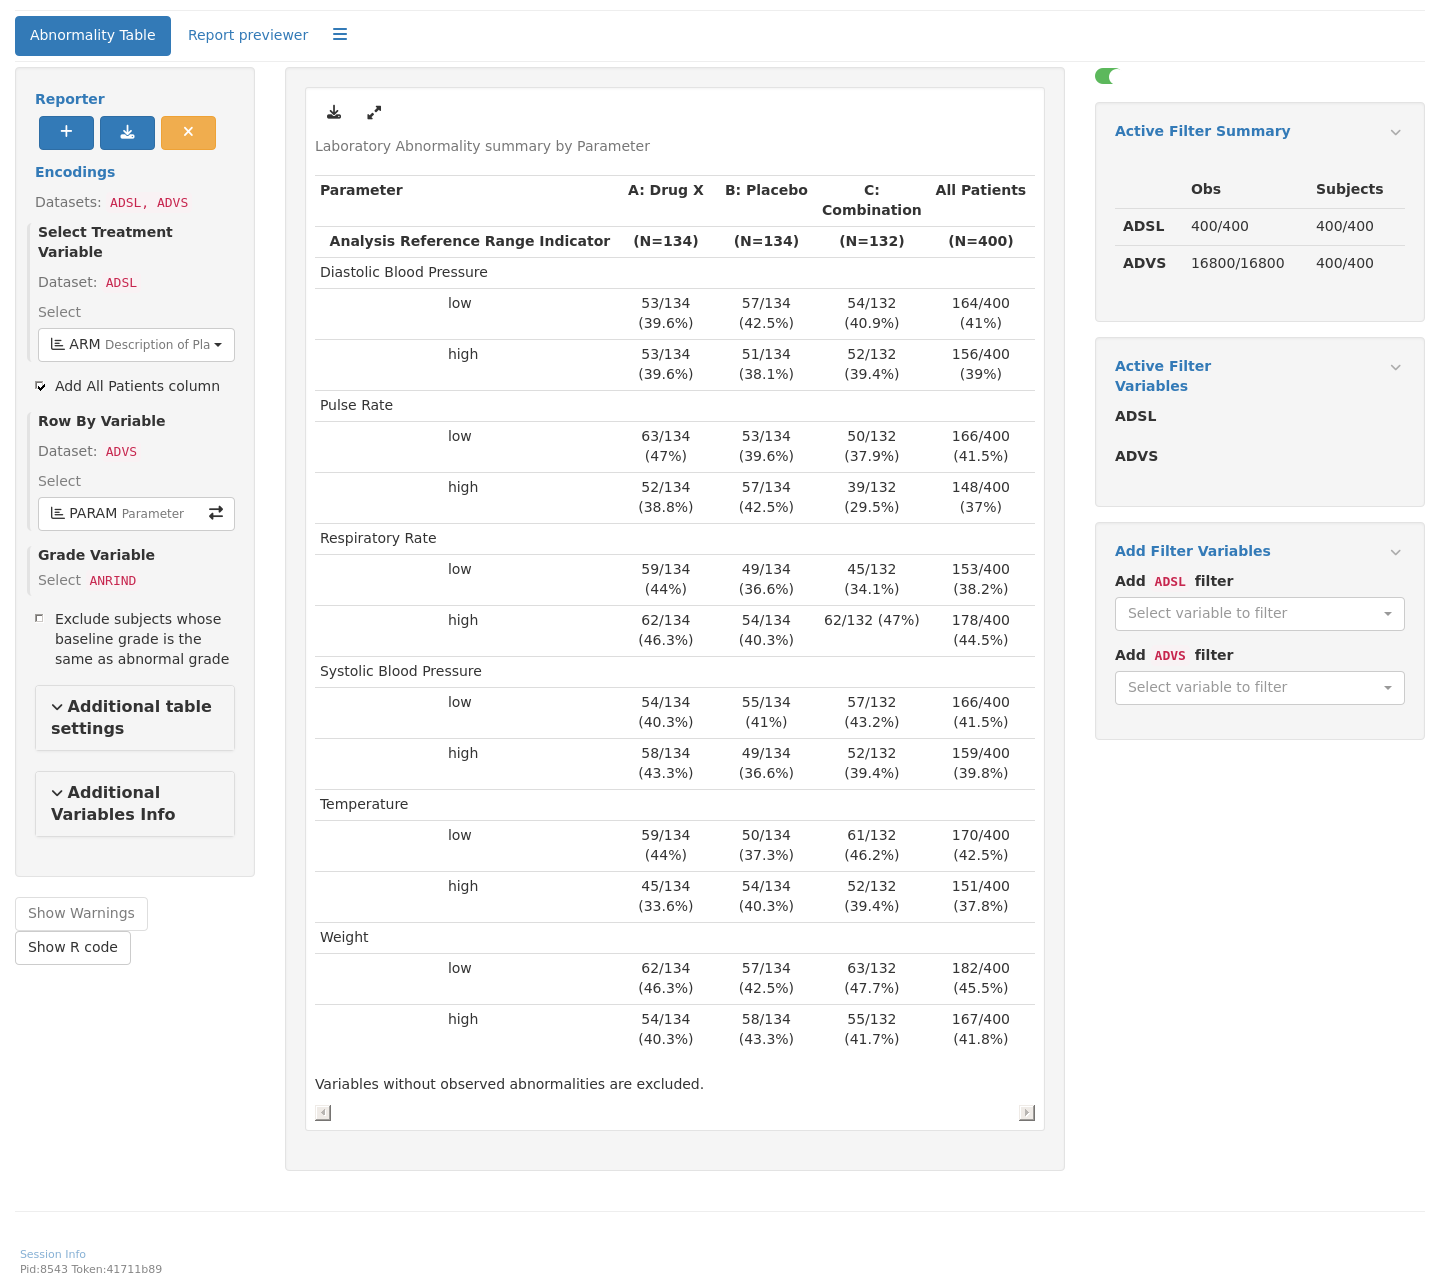 Abnormality Table Report previewer
Reporter
Encodings
Datasets: ADSL, ADVS
Select Treatment
Variable
Dataset: ADSL
Select
ARM Description of Pla
Add All Patients column
Row By Variable
Dataset: ADVS
Select
PARAM Parameter
Grade Variable
Select ANRIND
Exclude subjects whose
baseline grade is the
same as abnormal grade
Additional table
settings
Additional
Variables Info
Show Warnings
Show R code
Laboratory Abnormality summary by Parameter
Parameter A: Drug X B: Placebo C: All Patients
Combination
Analysis Reference Range Indicator (N=134) (N=134) (N=132) (N=400)
Diastolic Blood Pressure
low 53/134 57/134 54/132 164/400
(39.6%) (42.5%) (40.9%) (41%)
high 53/134 51/134 52/132 156/400
(39.6%) (38.1%) (39.4%) (39%)
Pulse Rate
low 63/134 53/134 50/132 166/400
(47%) (39.6%) (37.9%) (41.5%)
high 52/134 57/134 39/132 148/400
(38.8%) (42.5%) (29.5%) (37%)
Respiratory Rate
low 59/134 49/134 45/132 153/400
(44%) (36.6%) (34.1%) (38.2%)
high 62/134 54/134 62/132 (47%) 178/400
(46.3%) (40.3%) (44.5%)
Systolic Blood Pressure
low 54/134 55/134 57/132 166/400
(40.3%) (41%) (43.2%) (41.5%)
high 58/134 49/134 52/132 159/400
(43.3%) (36.6%) (39.4%) (39.8%)
Temperature
low 59/134 50/134 61/132 170/400
(44%) (37.3%) (46.2%) (42.5%)
high 45/134 54/134 52/132 151/400
(33.6%) (40.3%) (39.4%) (37.8%)
Weight
low 62/134 57/134 63/132 182/400
(46.3%) (42.5%) (47.7%) (45.5%)
high 54/134 58/134 55/132 167/400
(40.3%) (43.3%) (41.7%) (41.8%)
Variables without observed abnormalities are excluded.
Active Filter Summary
Obs Subjects
ADSL 400/400 400/400
ADVS 16800/16800 400/400
Active Filter
Variables
ADSL
ADVS
Add Filter Variables
Add ADSL filter
Select variable to filter
Add ADVS filter
Select variable to filter
Session Info
Pid:8543 Token:41711b89